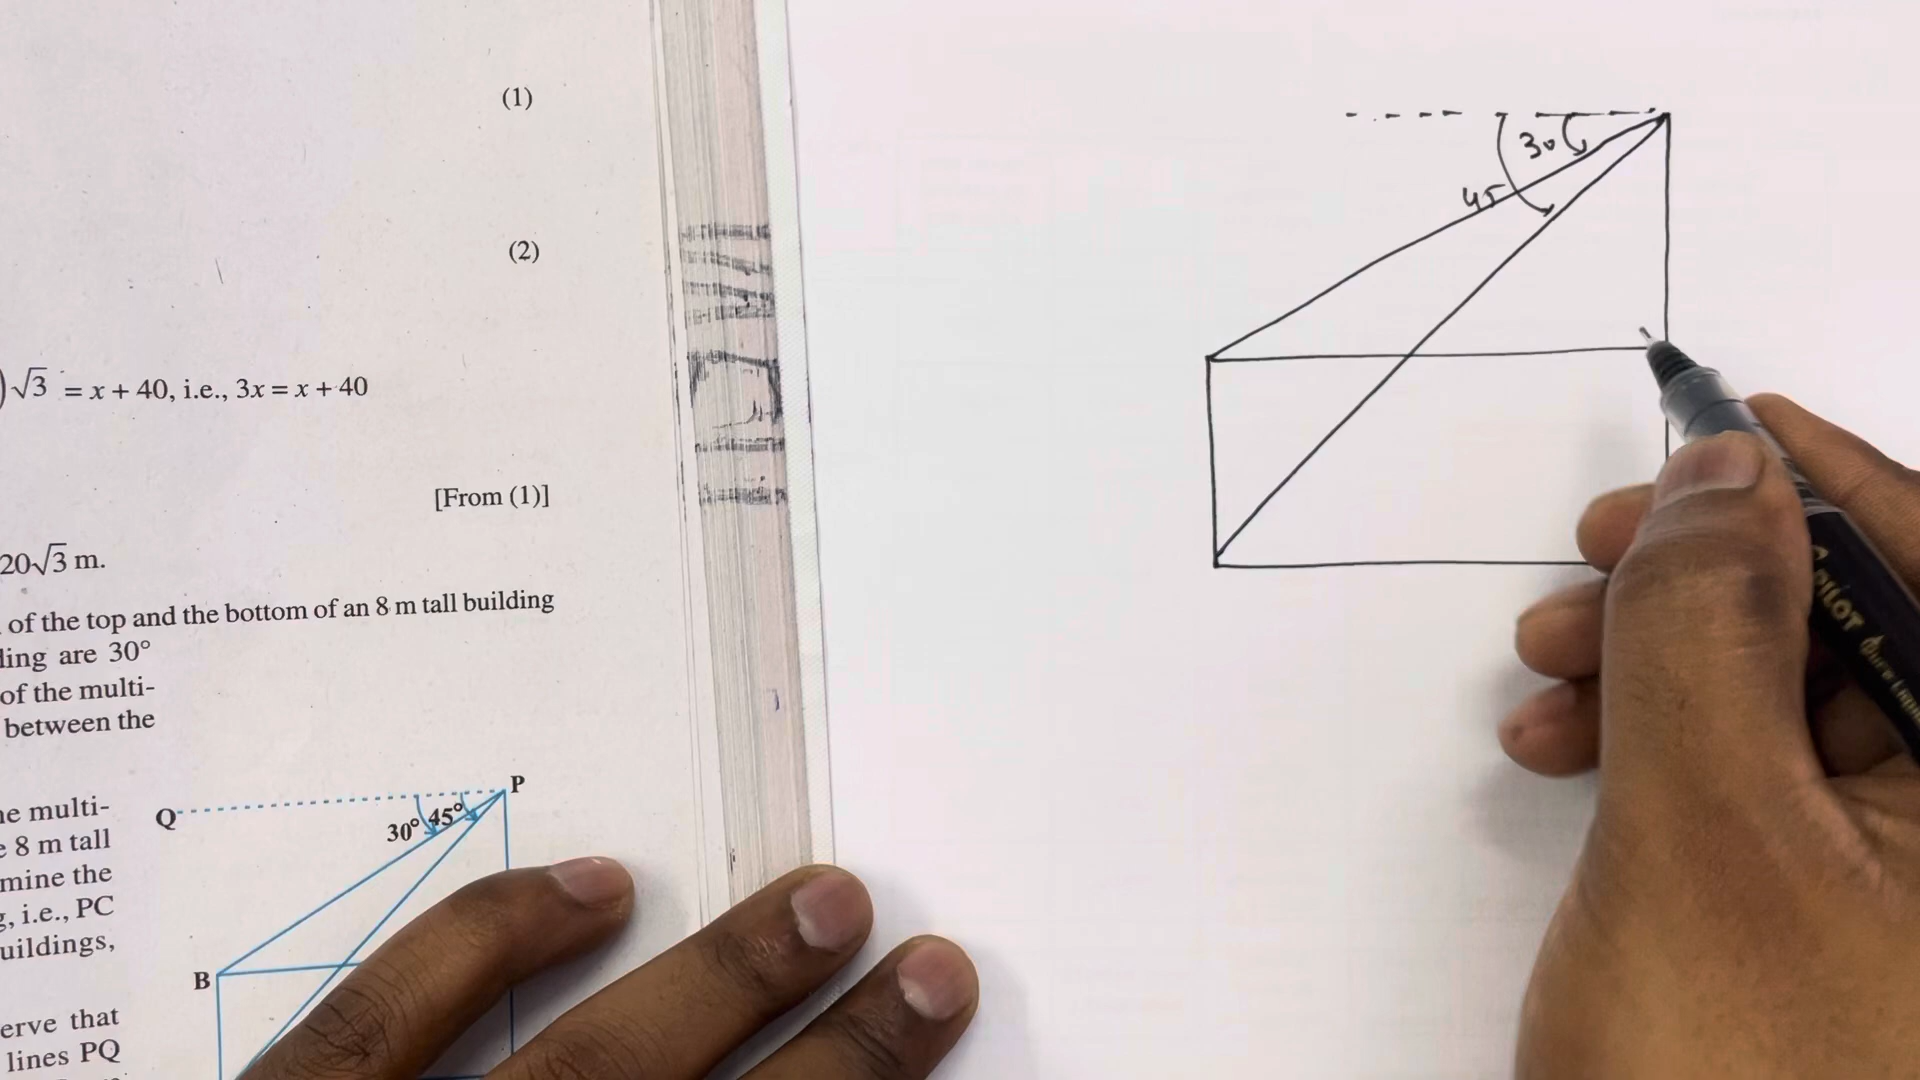 (1)
(2)
)√3 = x + 40, i.e., 3x = x + 40
[From (1)]
20√3 m.
of the top and the bottom of an 8 m tall building
ling are 30°
of the multi-
between the
ne multi-
e 8 m tall
mine the
g, i.e., PC
uildings,
erve that
lines PQ
Q
P
30°
45°
B
30
45
PILOT